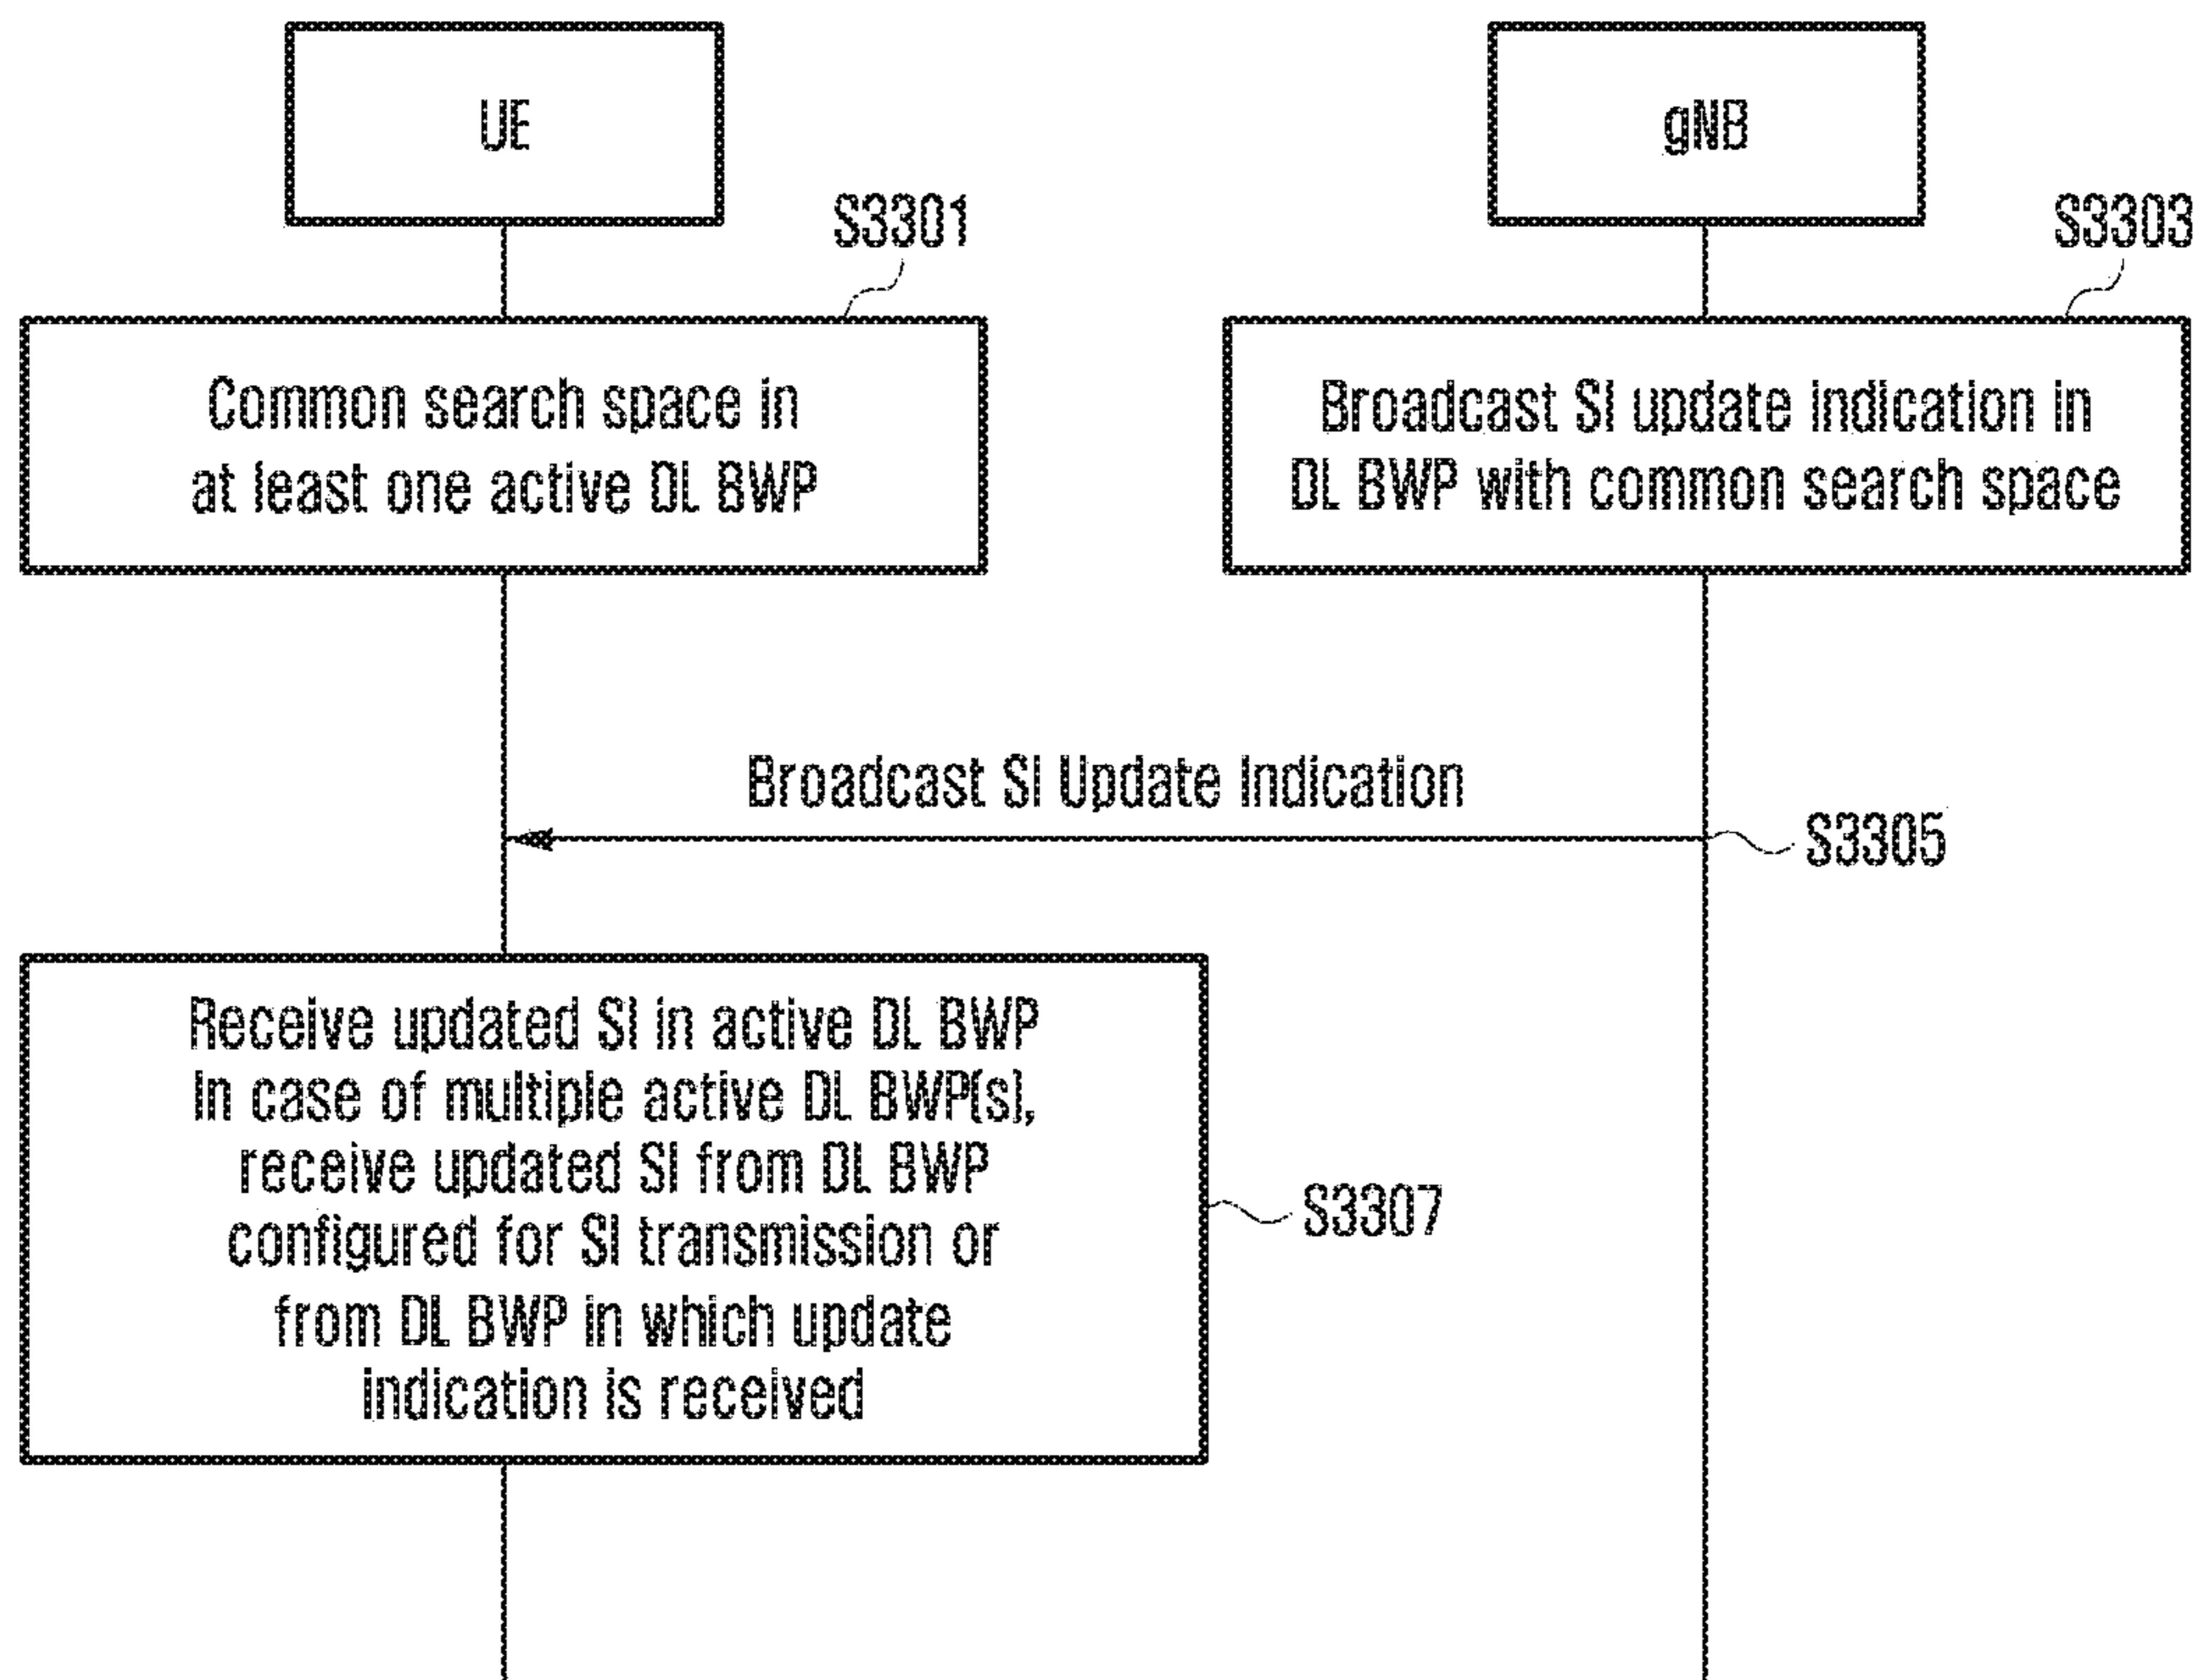 UE
gNB
S3301
S3303
Common search space in
at least one active DL BWP
Broadcast SI update indication in
DL BWP with common search space
Broadcast SI Update Indication
S3305
Receive updated SI in active DL BWP
In case of multiple active DL BWP(s),
receive updated SI from DL BWP
configured for SI transmission or
from DL BWP in which update
indication is received
S3307